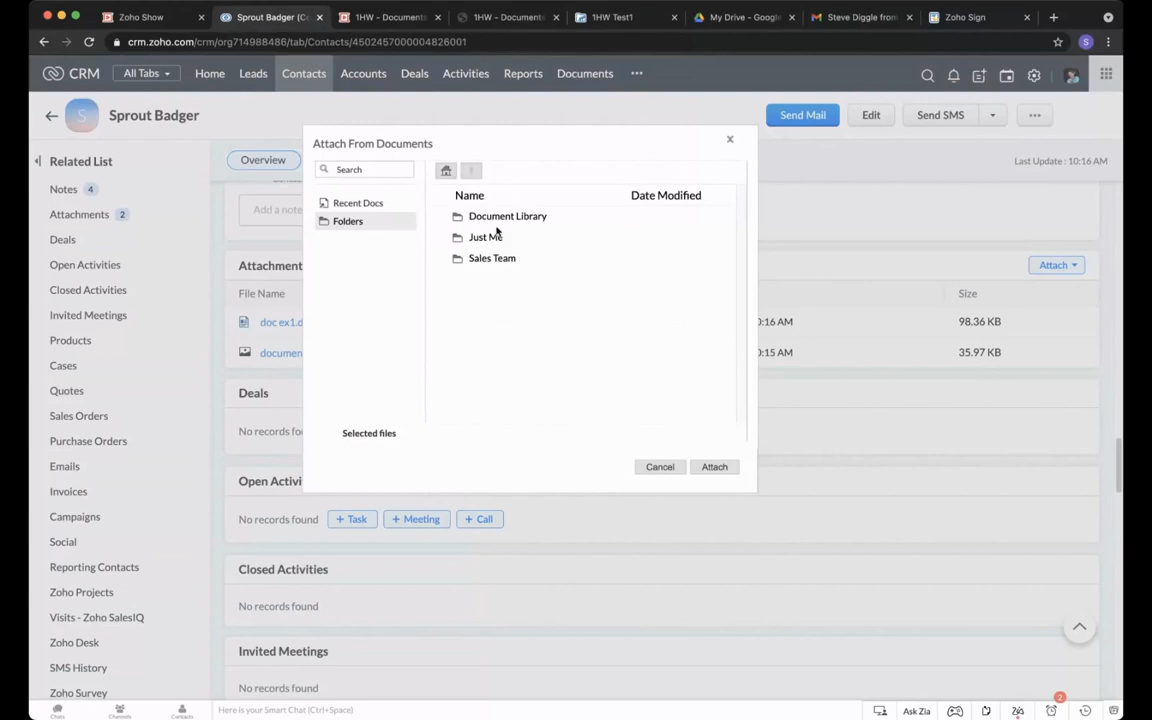 Zoho Show
Sprout Badger (C
1HW - Documents
1HW - Document
1HW Test1
My Drive - Google
Steve Diggle from
Zoho Sign
crm.zoho.com/crm/org714988486/tab/Contacts/4502457000004826001
S
CRM
All Tabs
Home
Leads
Contacts
Accounts
Deals
Activities
Reports
Documents
S
Sprout Badger
Send Mail
Edit
Send SMS
Related List
Overview
Last Update : 10:16 AM
Notes 4
Attachments 2
Deals
Open Activities
Closed Activities
Invited Meetings
Products
Cases
Quotes
Sales Orders
Purchase Orders
Emails
Invoices
Campaigns
Social
Reporting Contacts
Zoho Projects
Visits - Zoho SalesIQ
Zoho Desk
SMS History
Zoho Survey
Add a note
Attachment
Attach
File Name
Size
doc ex1.d
0:16 AM
98.36 KB
documen
0:15 AM
35.97 KB
Deals
No records fo
Open Activi
No records found
+ Task
+ Meeting
+ Call
Closed Activities
No records found
Invited Meetings
No records found
Attach From Documents
Search
Recent Docs
Folders
Name
Date Modified
Document Library
Just Me
Sales Team
Selected files
Cancel
Attach
Chats
Channels
Contacts
Here is your Smart Chat (Ctrl+Space)
Ask Zia
2